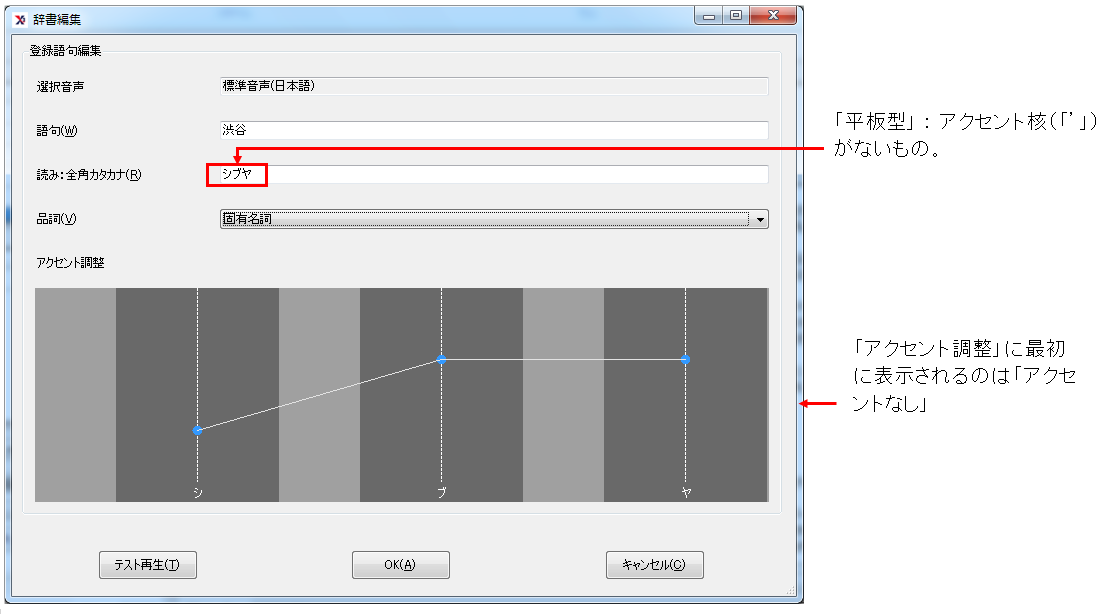 辞書編集
登録語句編集
選択音声
標準音声(日本語)
語句(W)
渋谷
読み:全角カタカナ(R)
シブヤ
品詞(V)
固有名詞
アクセント調整
シ
ブ
ヤ
テスト再生(T)
OK(A)
キャンセル(C)
「平板型」：アクセント核(「'」)
がないもの。
「アクセント調整」に最初
に表示されるのは「アクセ
ントなし」